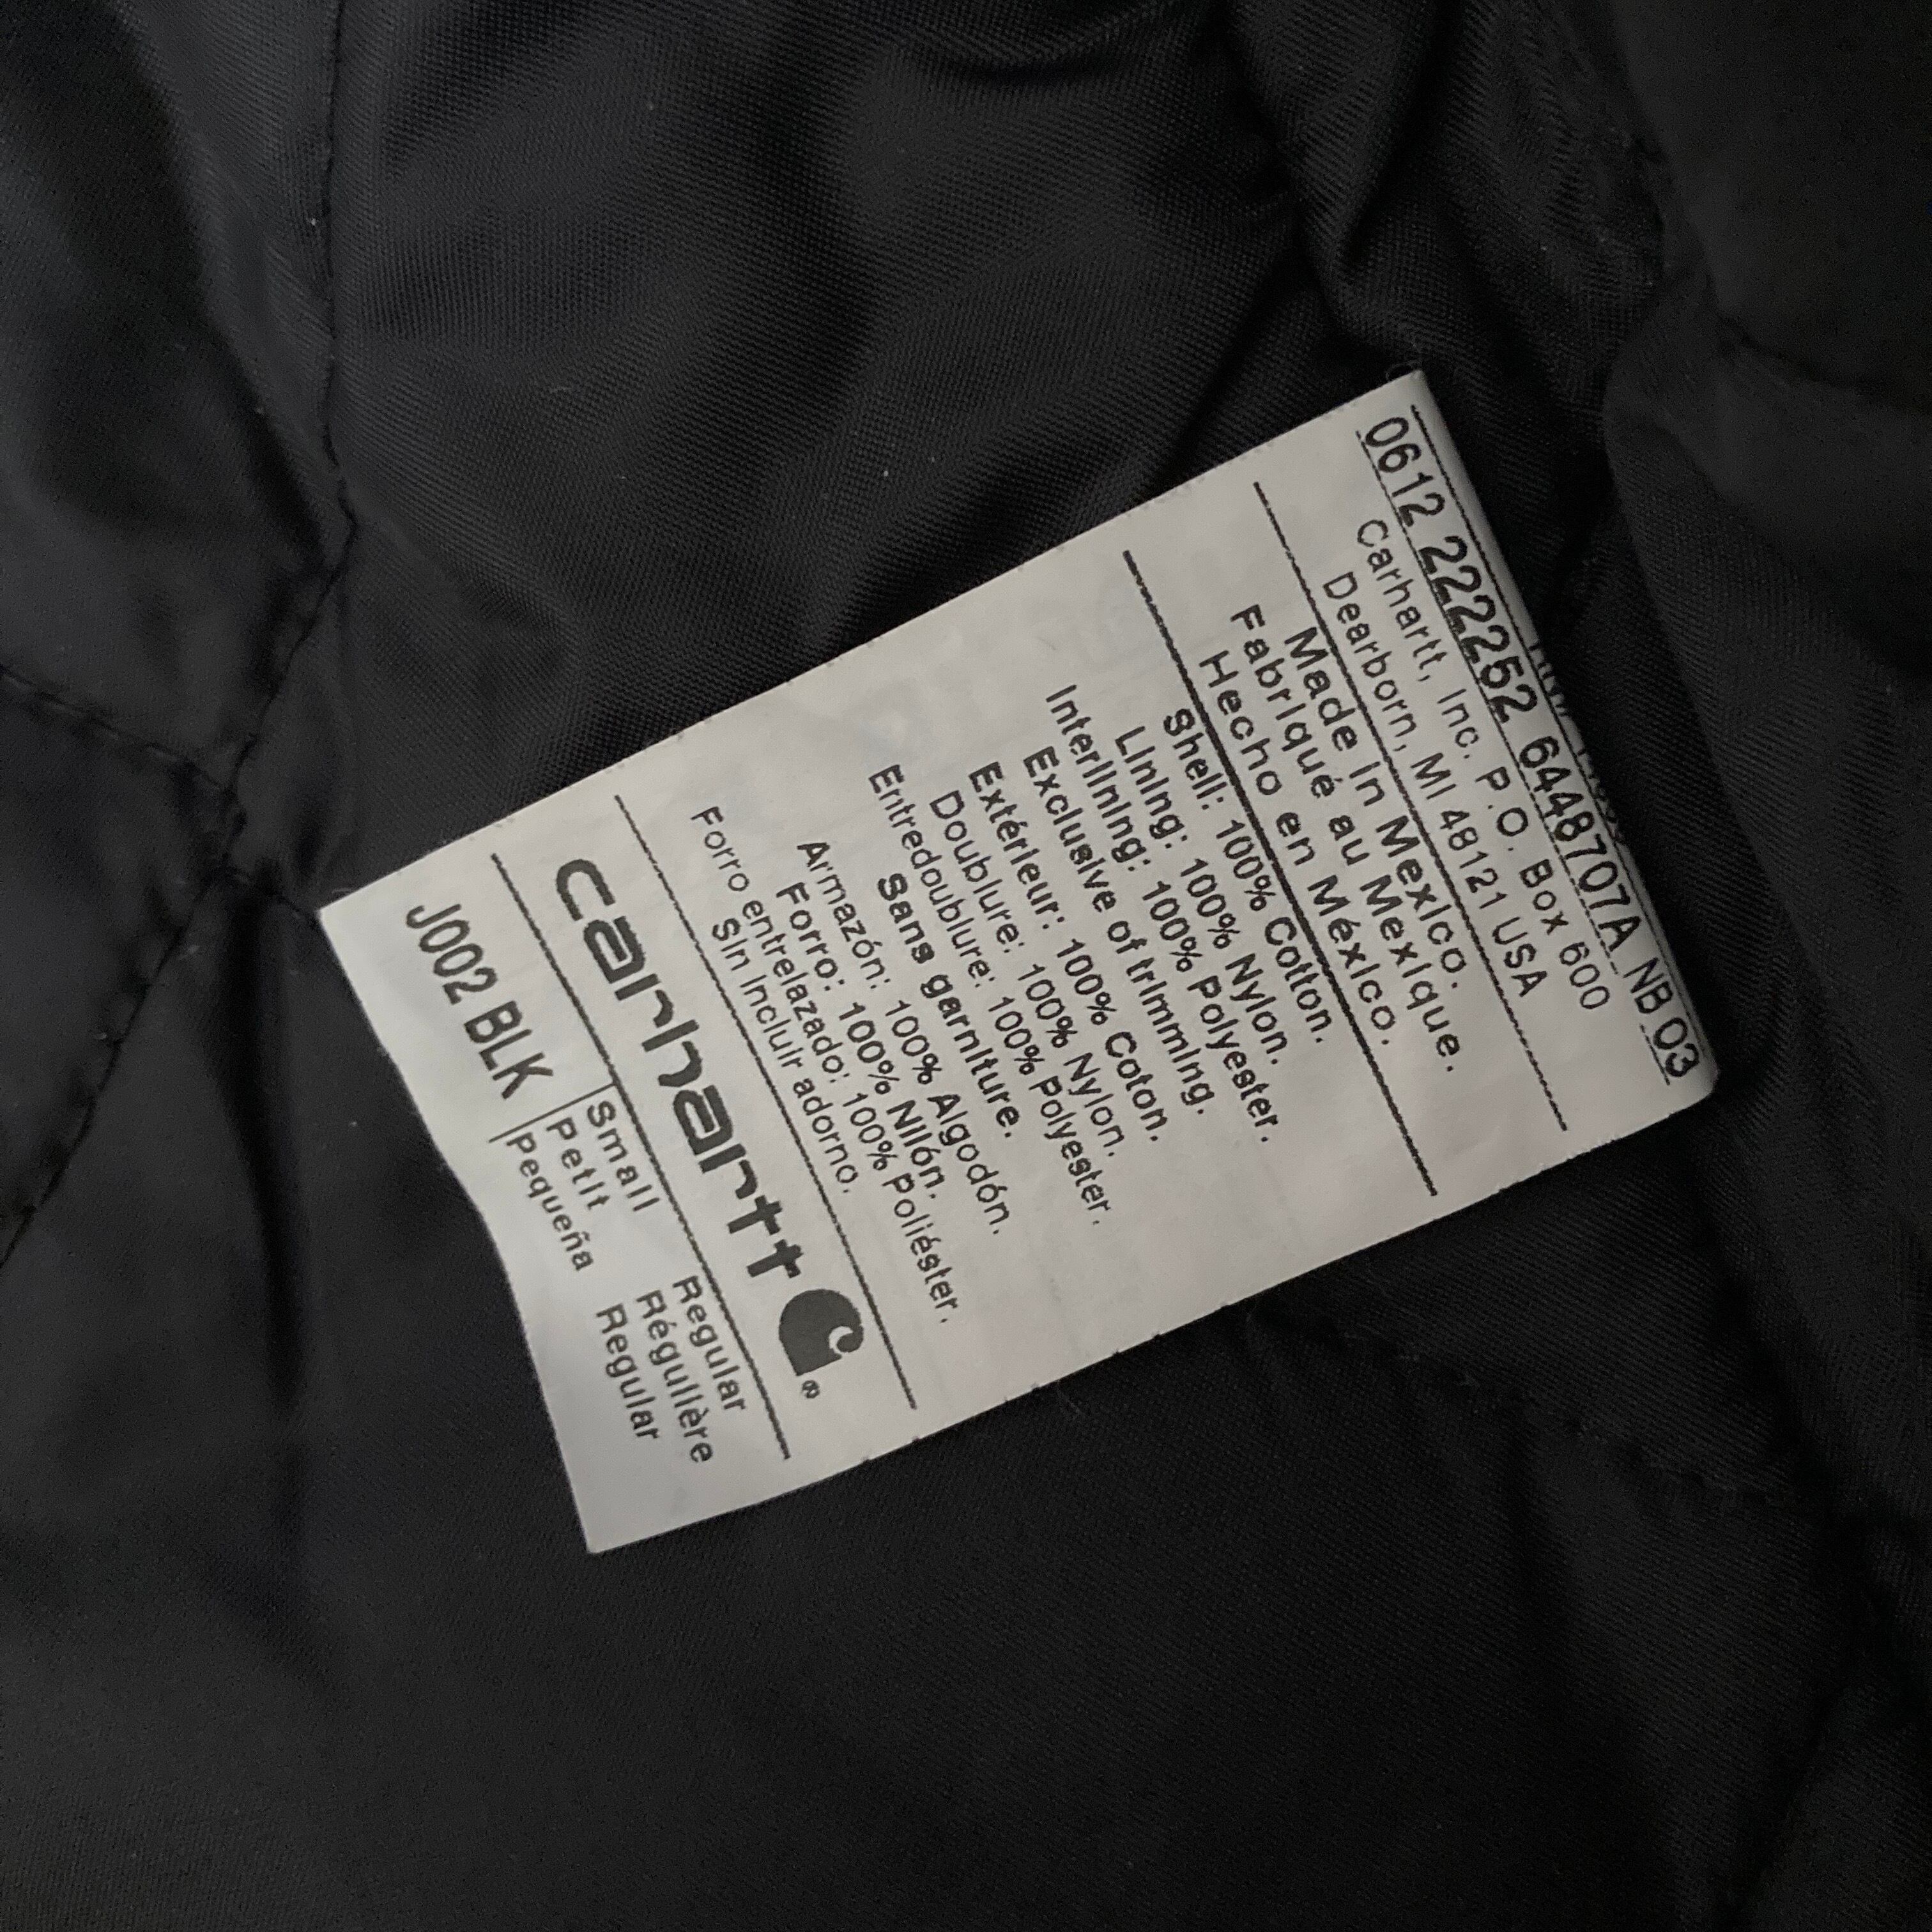 J002 BLK
Small Regular
Petit Régulière
Pequeña Regular
carhartt ®
Shell: 100% Cotton.
Lining: 100% Nylon.
Interlining: 100% Polyester.
Exclusive of trimming.
Extérieur: 100% Coton.
Doublure: 100% Nylon.
Entredoublure: 100% Polyester.
Sans garniture.
Armazón: 100% Algodón.
Forro: 100% Nilón.
Forro entrelazado: 100% Poliéster.
Sin incluir adorno.
Made in Mexico.
Fabriqué au Mexique.
Hecho en México.
Carhartt, Inc. P.O. Box 600
Dearborn, MI 48121 USA
0612 222252 6448707A NB 03